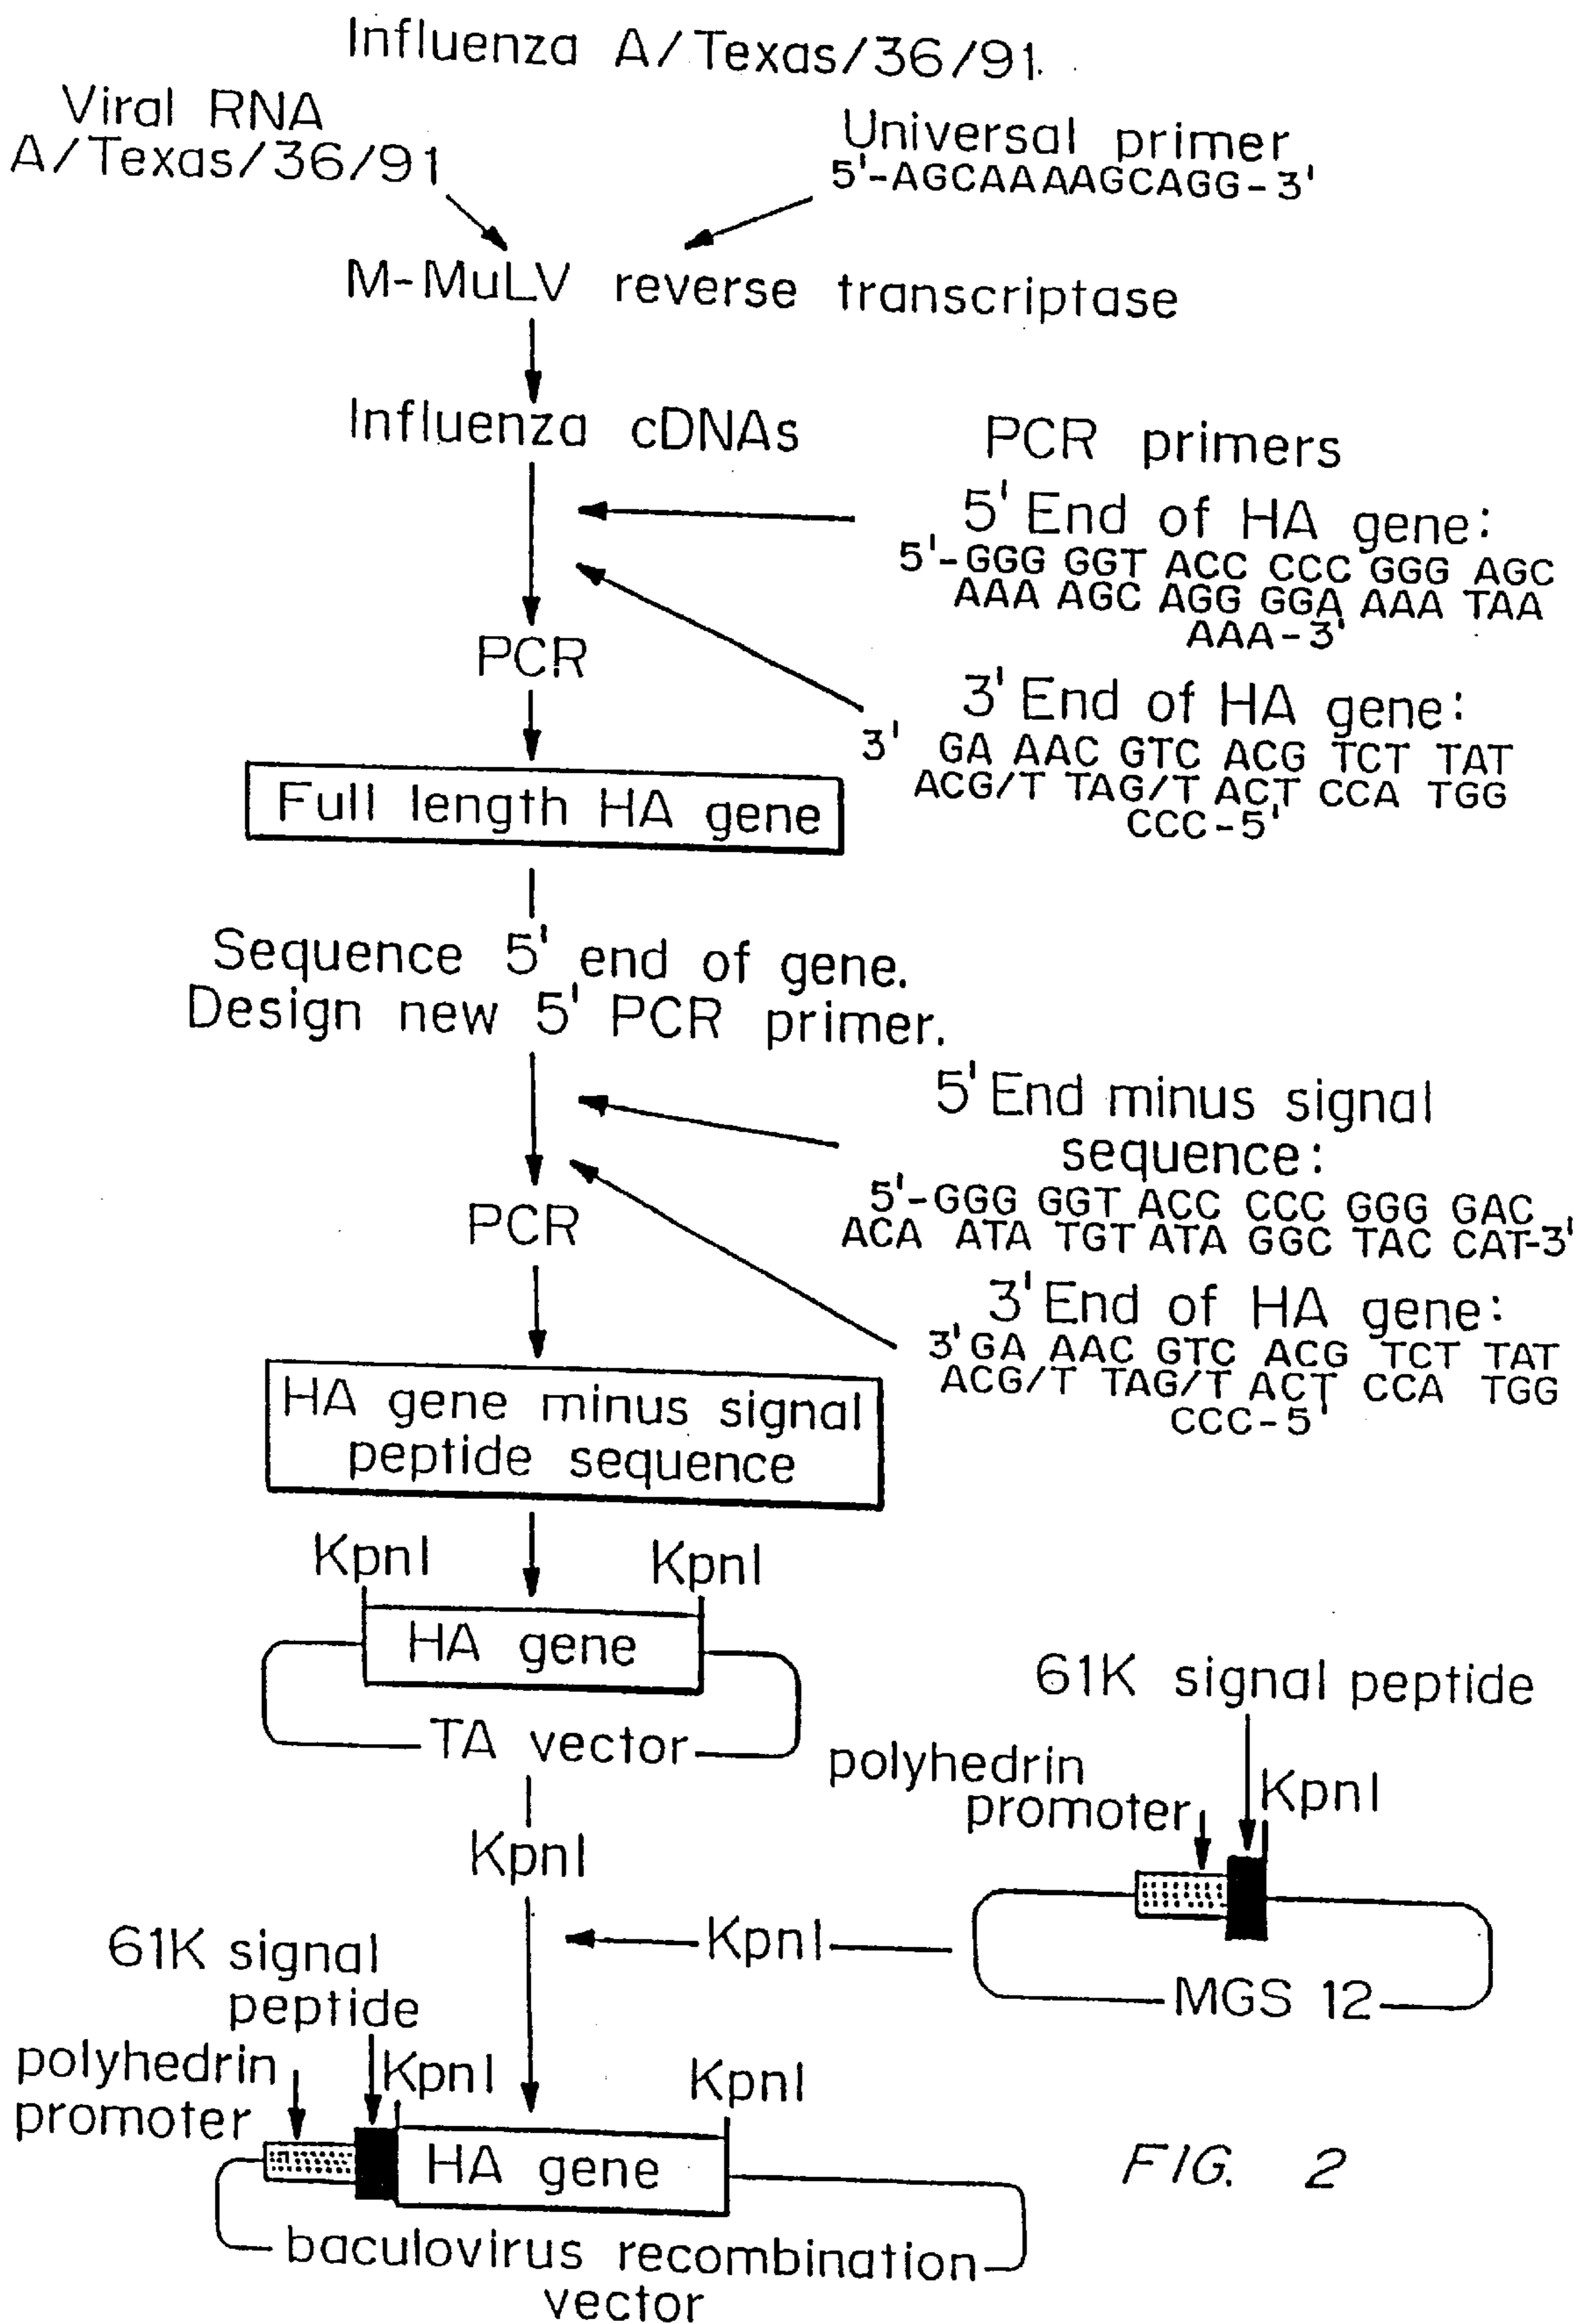 Influenza A/Texas/36/91
Viral RNA
A/Texas/36/91
Universal primer
5'-AGCAAAAGCAGG-3'
M-MuLV reverse transcriptase
Influenza cDNAs
PCR primers
5' End of HA gene:
5'-GGG GGT ACC CCC GGG AGC
AAA AGC AGG GGA AAA TAA
AAA-3'
PCR
3' End of HA gene:
3' GA AAC GTC ACG TCT TAT
ACG/T TAG/T ACT CCA TGG
CCC-5'
Full length HA gene
Sequence 5' end of gene.
Design new 5' PCR primer.
5' End minus signal
sequence:
5'-GGG GGT ACC CCC GGG GAC
ACA ATA TGT ATA GGC TAC CAT-3'
PCR
3' End of HA gene:
3' GA AAC GTC ACG TCT TAT
ACG/T TAG/T ACT CCA TGG
CCC-5'
HA gene minus signal
peptide sequence
KpnI KpnI
HA gene
TA vector
61K signal peptide
polyhedrin
promoter
KpnI
KpnI
KpnI
MGS 12
61K signal
peptide
polyhedrin
promoter
KpnI KpnI
HA gene
baculovirus recombination
vector
FIG. 2